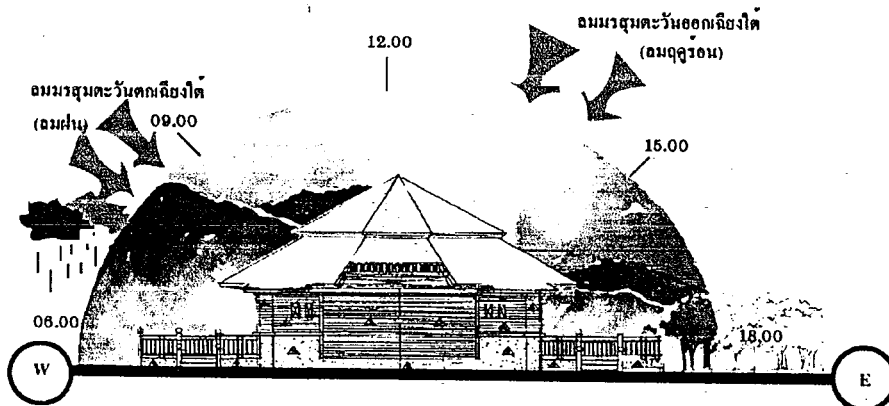 ลมมรสุมตะวันออกเฉียงใต้
(ลมฤดูร้อน)
12.00
ลมมรสุมตะวันตกเฉียงใต้
(ลมฝน)
09.00
15.00
06.00
18.00
W
E